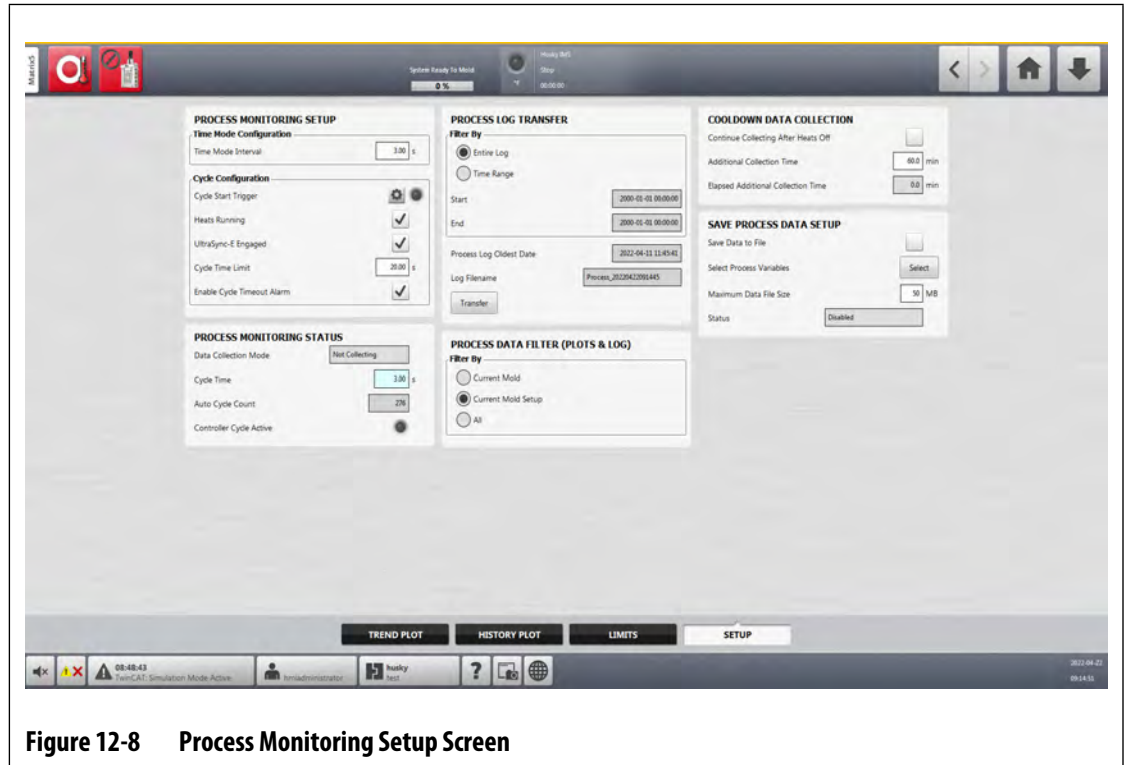 Matrix5
System Ready To Mold
0 %
Husky IMS
Stop
00:00:00
PROCESS MONITORING SETUP
Time Mode Configuration
Time Mode Interval 3.00 s
Cycle Configuration
Cycle Start Trigger
Heats Running
UltraSync-E Engaged
Cycle Time Limit 20.00 s
Enable Cycle Timeout Alarm
PROCESS MONITORING STATUS
Data Collection Mode Not Collecting
Cycle Time 3.00 s
Auto Cycle Count 276
Controller Cycle Active
PROCESS LOG TRANSFER
Filter By
Entire Log
Time Range
Start 2000-01-01 00:00:00
End 2000-01-01 00:00:00
Process Log Oldest Date 2022-04-11 11:45:41
Log Filename Process_20220422091445
Transfer
PROCESS DATA FILTER (PLOTS & LOG)
Filter By
Current Mold
Current Mold Setup
All
COOLDOWN DATA COLLECTION
Continue Collecting After Heats Off
Additional Collection Time 60.0 min
Elapsed Additional Collection Time 0.0 min
SAVE PROCESS DATA SETUP
Save Data to File
Select Process Variables Select
Maximum Data File Size 50 MB
Status Disabled
TREND PLOT HISTORY PLOT LIMITS SETUP
08:48:43
TwinCAT: Simulation Mode Active
hmiadministrator
husky
test
?
2022-04-22
09:14:51
Figure 12-8 Process Monitoring Setup Screen